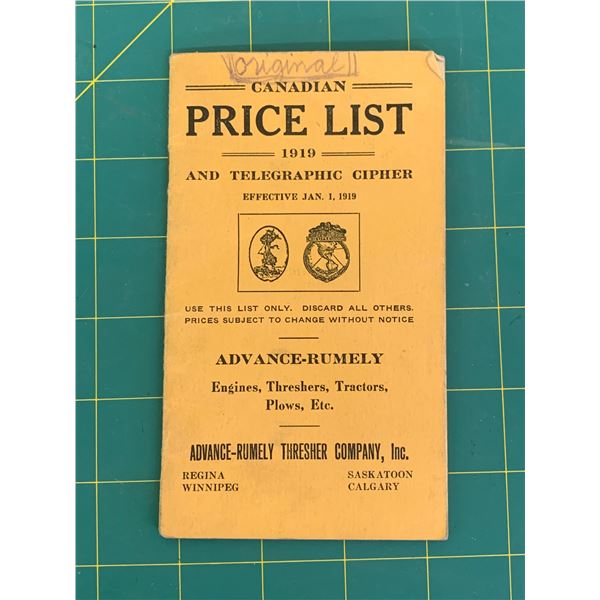 Original
CANADIAN
PRICE LIST
1919
AND TELEGRAPHIC CIPHER
EFFECTIVE JAN. 1, 1919
USE THIS LIST ONLY. DISCARD ALL OTHERS.
PRICES SUBJECT TO CHANGE WITHOUT NOTICE
ADVANCE-RUMELY
Engines, Threshers, Tractors,
Plows, Etc.
ADVANCE-RUMELY THRESHER COMPANY, Inc.
REGINA SASKATOON
WINNIPEG CALGARY